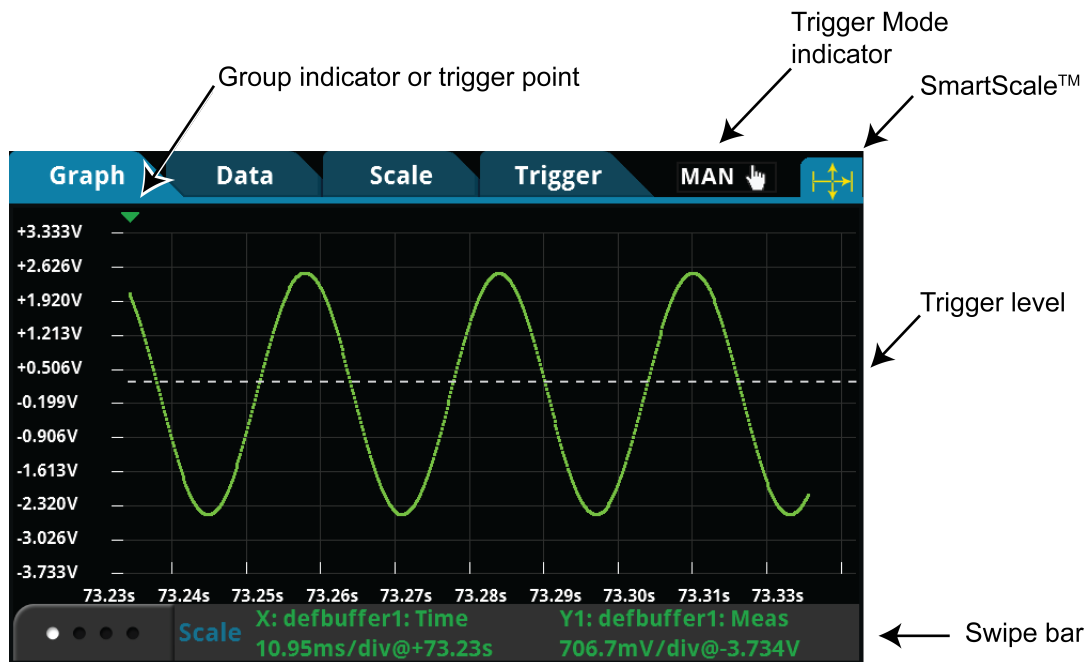 Trigger Mode
indicator
Group indicator or trigger point
SmartScale™
Graph
Data
Scale
Trigger
MAN
+3.333V
+2.626V
+1.920V
+1.213V
Trigger level
+0.506V
-0.199V
-0.906V
-1.613V
-2.320V
-3.026V
-3.733V
73.23s 73.24s 73.25s 73.26s 73.27s 73.28s 73.29s 73.30s 73.31s 73.33s
Scale
X: defbuffer1: Time
10.95ms/div@+73.23s
Y1: defbuffer1: Meas
706.7mV/div@-3.734V
Swipe bar